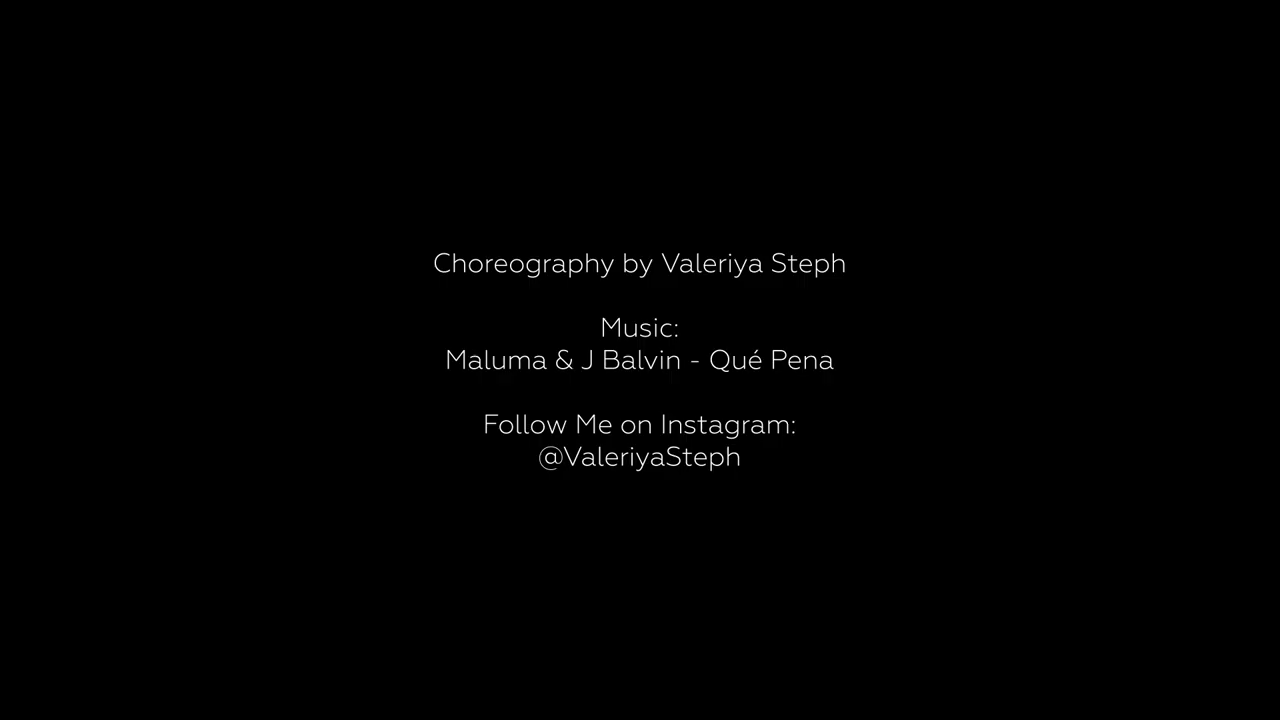 Choreography by Valeriya Steph
Music:
Maluma & J Balvin - Qué Pena
Follow Me on Instagram:
@ValeriyaSteph